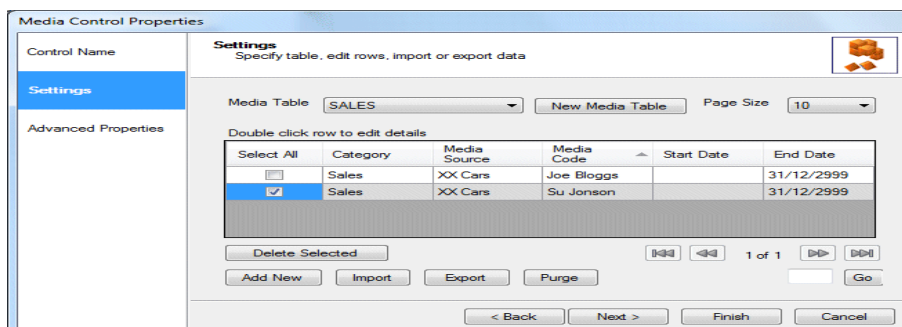 Media Control Properties
Control Name
Settings
Advanced Properties
Settings
Specify table, edit rows, import or export data
Media Table SALES New Media Table Page Size 10
Double click row to edit details
Select All Category Media Source Media Code Start Date End Date
Sales XX Cars Joe Bloggs 31/12/2999
Sales XX Cars Su Jonson 31/12/2999
Delete Selected 1 of 1
Add New Import Export Purge Go
< Back Next > Finish Cancel